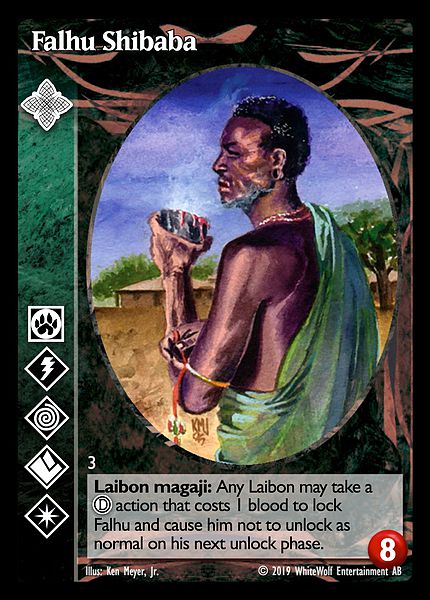 Falhu Shibaba
3
Laibon magaji: Any Laibon may take a
Ⓓ action that costs 1 blood to lock
Falhu and cause him not to unlock as
normal on his next unlock phase.
8
Illus: Ken Meyer, Jr.
© 2019 WhiteWolf Entertainment AB